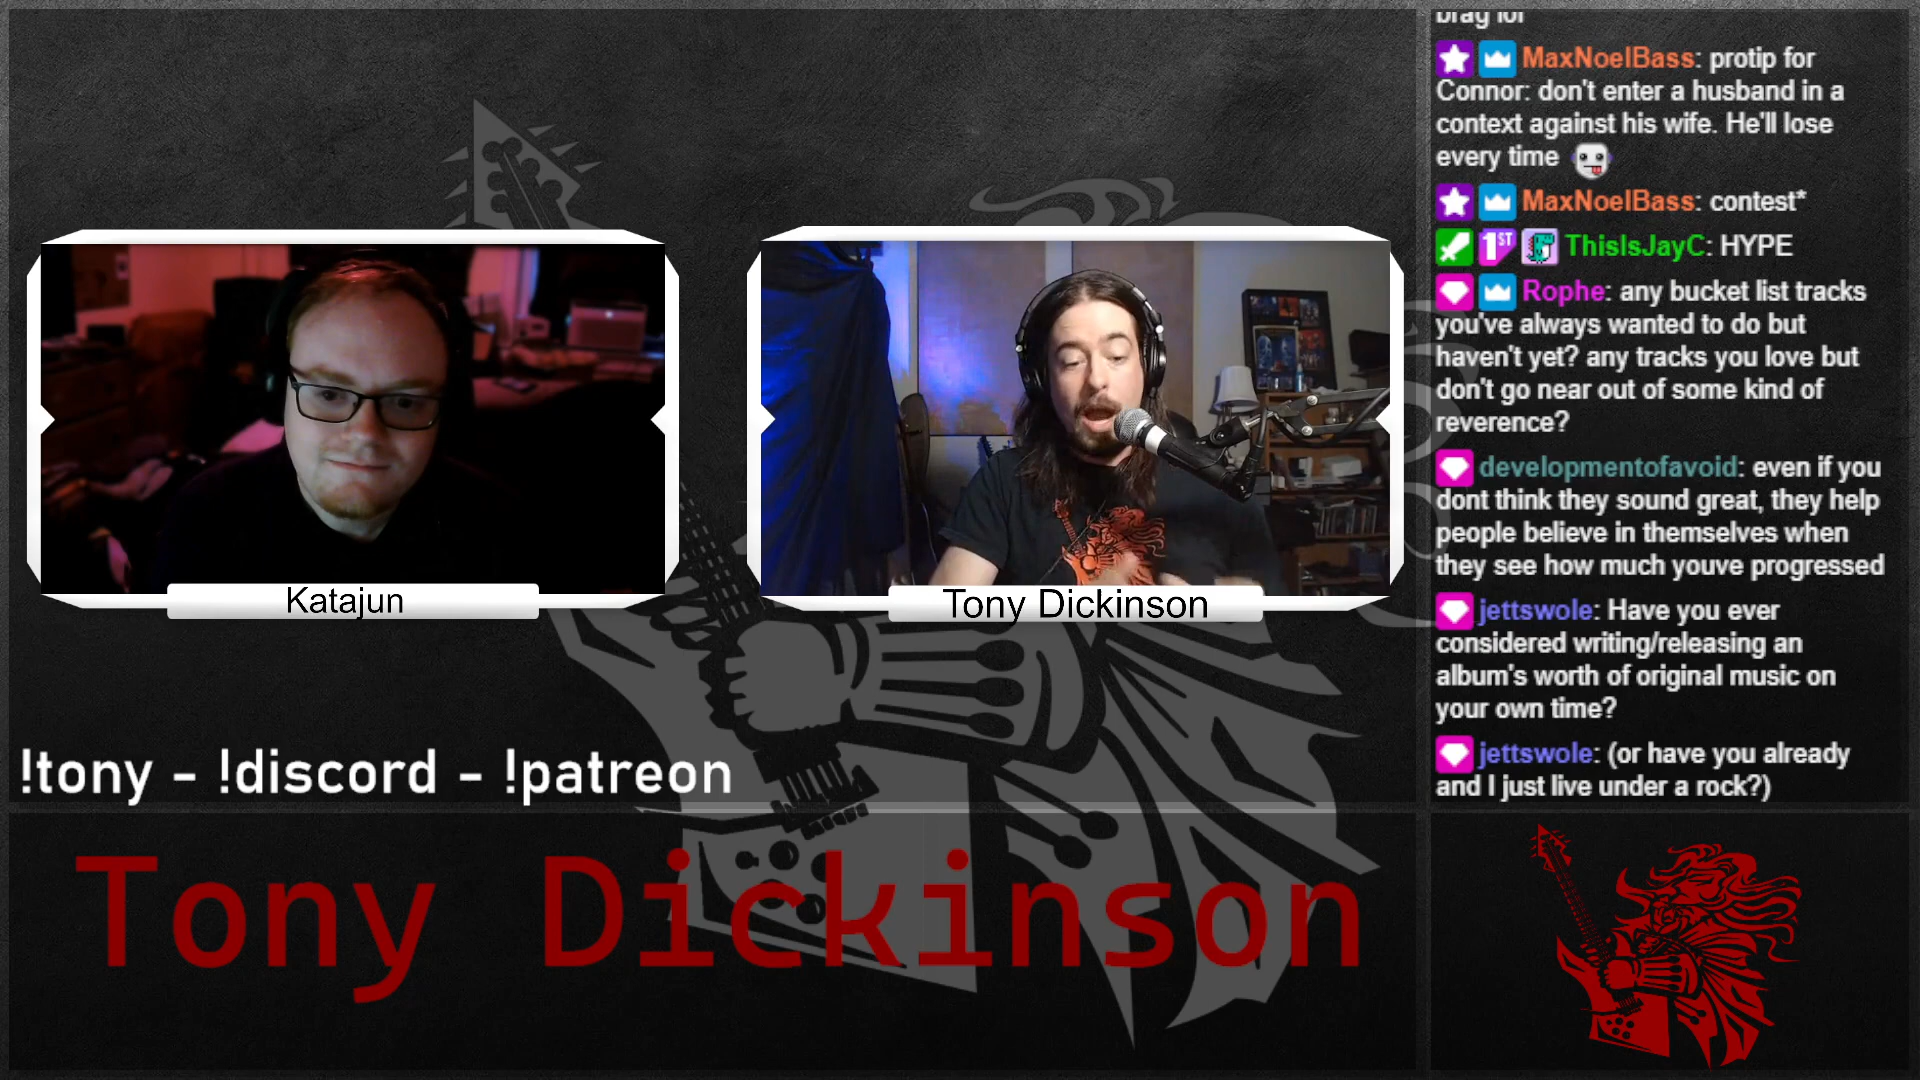 Katajun
Tony Dickinson
!tony - !discord - !patreon
Tony Dickinson
brag for
MaxNoelBass: protip for
Connor: don't enter a husband in a
context against his wife. He'll lose
every time
MaxNoelBass: contest*
1ST ThisIsJayC: HYPE
Rophe: any bucket list tracks
you've always wanted to do but
haven't yet? any tracks you love but
don't go near out of some kind of
reverence?
developmentofavoid: even if you
dont think they sound great, they help
people believe in themselves when
they see how much youve progressed
jettswole: Have you ever
considered writing/releasing an
album's worth of original music on
your own time?
jettswole: (or have you already
and I just live under a rock?)